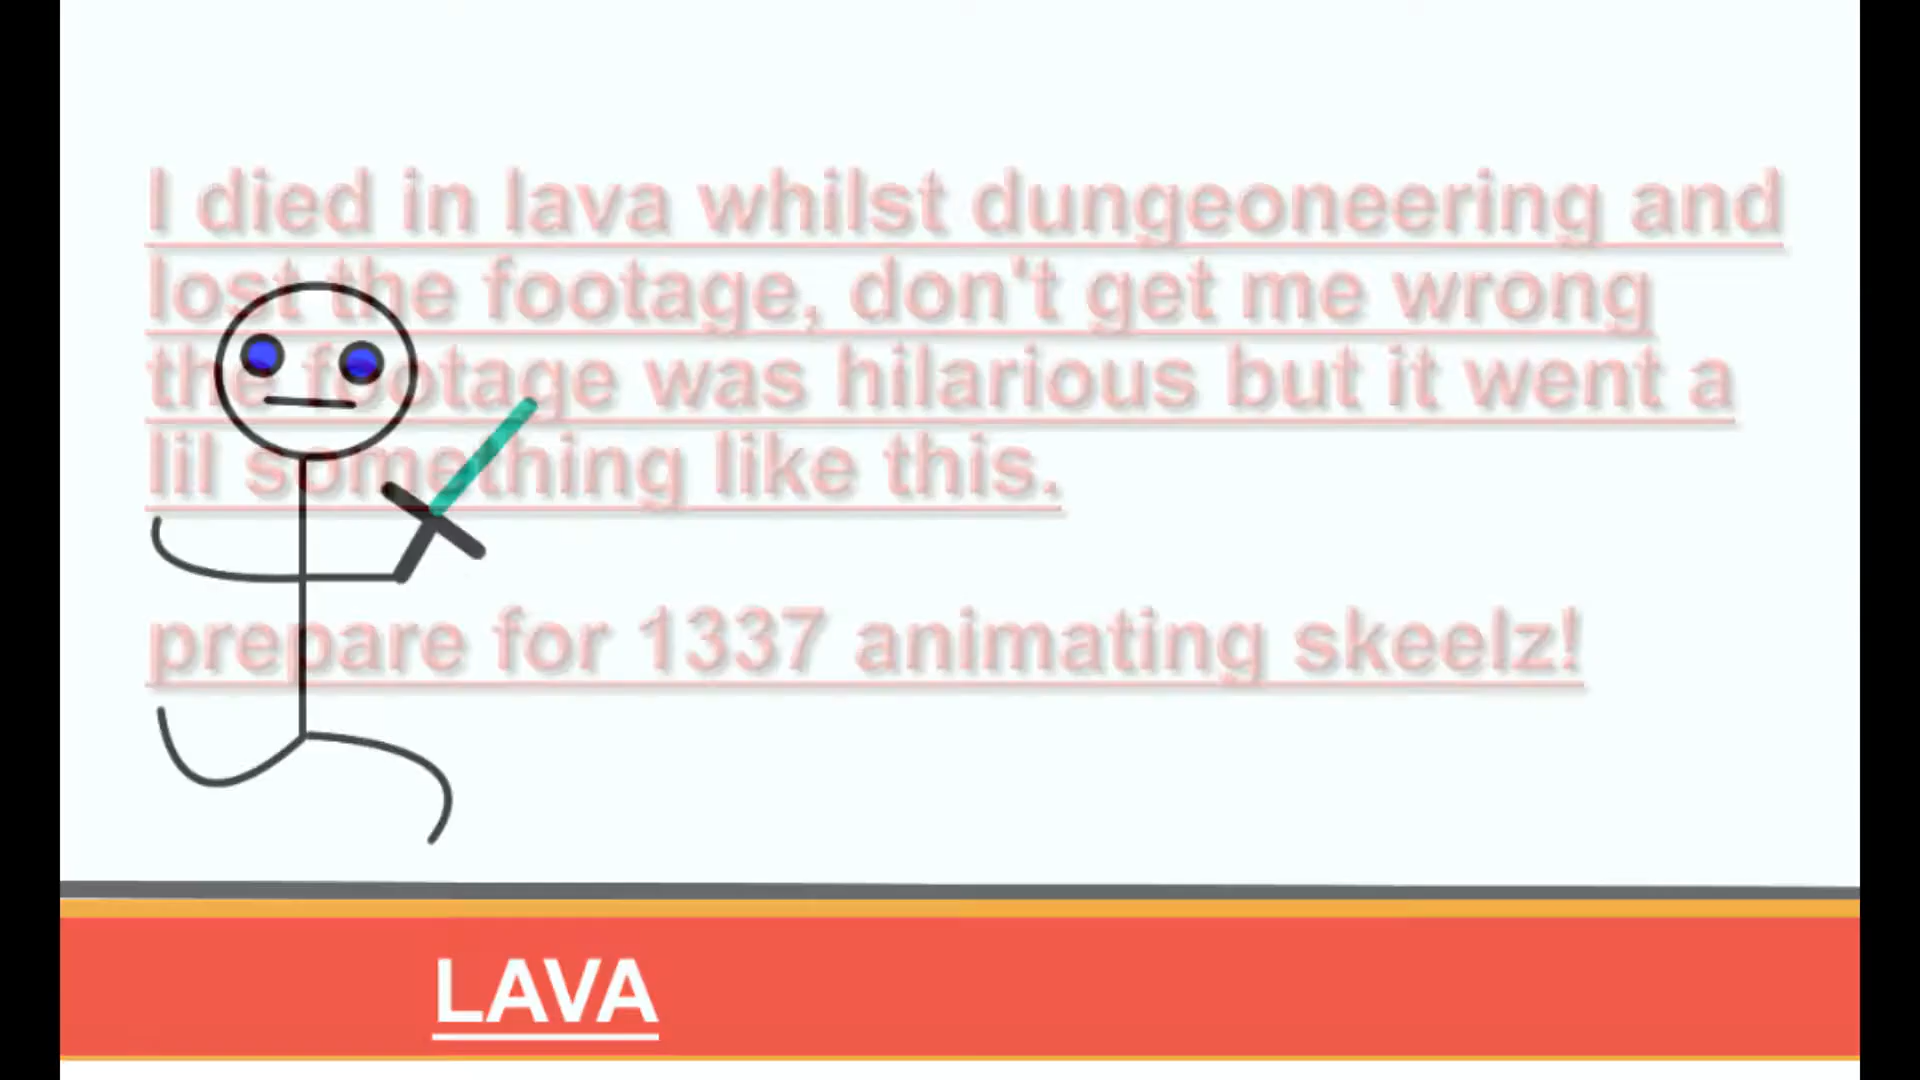 I died in lava whilst dungeoneering and
lost the footage, don't get me wrong
the footage was hilarious but it went a
lil something like this.
prepare for 1337 animating skeelz!
LAVA